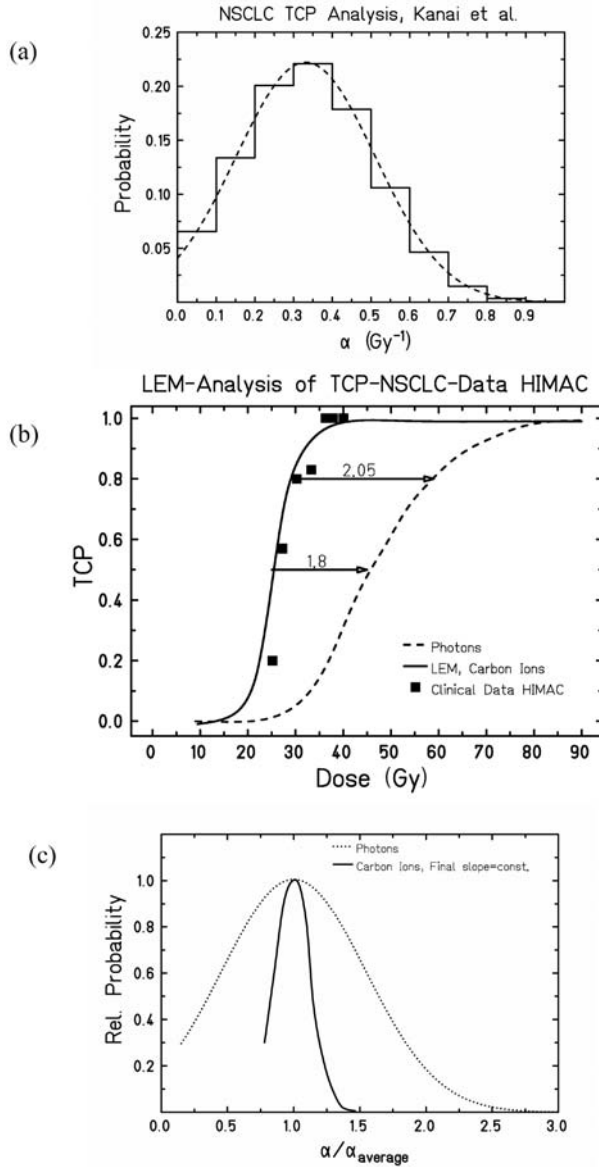 NSCLC TCP Analysis, Kanai et al.
(a)
0.25
0.20
0.15
0.10
0.05
Probability
0.0 0.1 0.2 0.3 0.4 0.5 0.6 0.7 0.8 0.9
α (Gy⁻¹)
LEM-Analysis of TCP-NSCLC-Data HIMAC
(b)
1.0
0.8
0.6
0.4
0.2
0.0
TCP
2.05
1.8
Photons
LEM, Carbon Ions
Clinical Data HIMAC
0 10 20 30 40 50 60 70 80 90
Dose (Gy)
(c)
Photons
Carbon Ions, Final slope=const.
1.0
0.8
0.6
0.4
0.2
Rel. Probability
0.0 0.5 1.0 1.5 2.0 2.5 3.0
α/α average